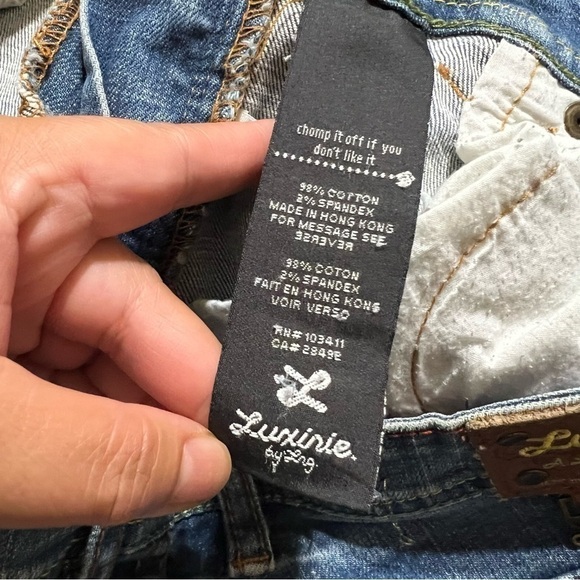 chomp it off if you
don't like it
98% COTTON
2% SPANDEX
MADE IN HONG KONG
FOR MESSAGE SEE
REVERSE
98% COTON
2% SPANDEX
FAIT EN HONG KONG
VOIR VERSO
RN# 103411
CA# 28492
Luxirie
by Lrg.